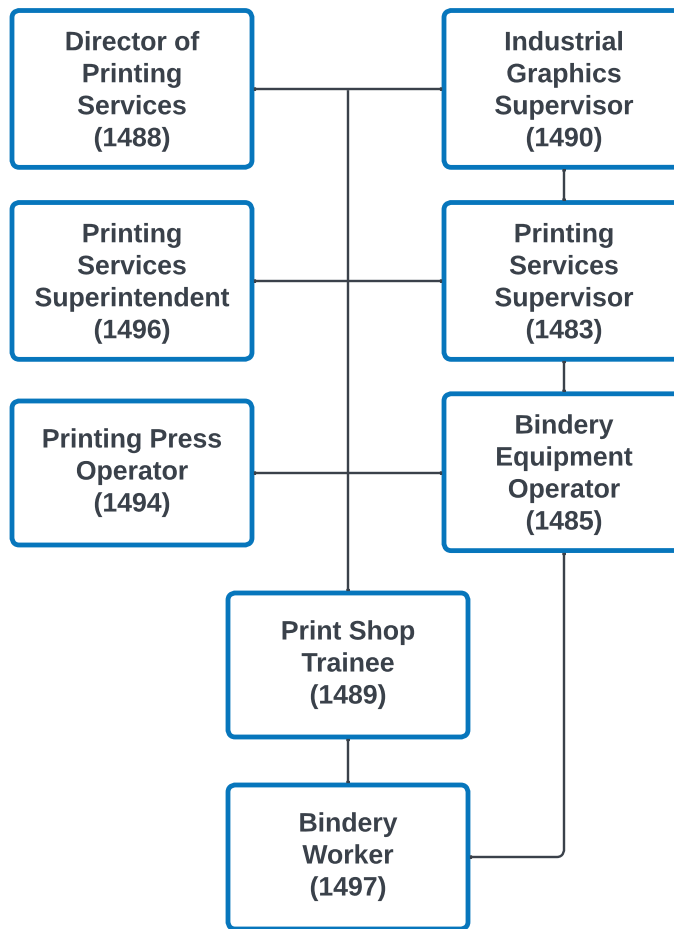 Director of
Printing
Services
(1488)
Industrial
Graphics
Supervisor
(1490)
Printing
Services
Superintendent
(1496)
Printing
Services
Supervisor
(1483)
Printing Press
Operator
(1494)
Bindery
Equipment
Operator
(1485)
Print Shop
Trainee
(1489)
Bindery
Worker
(1497)